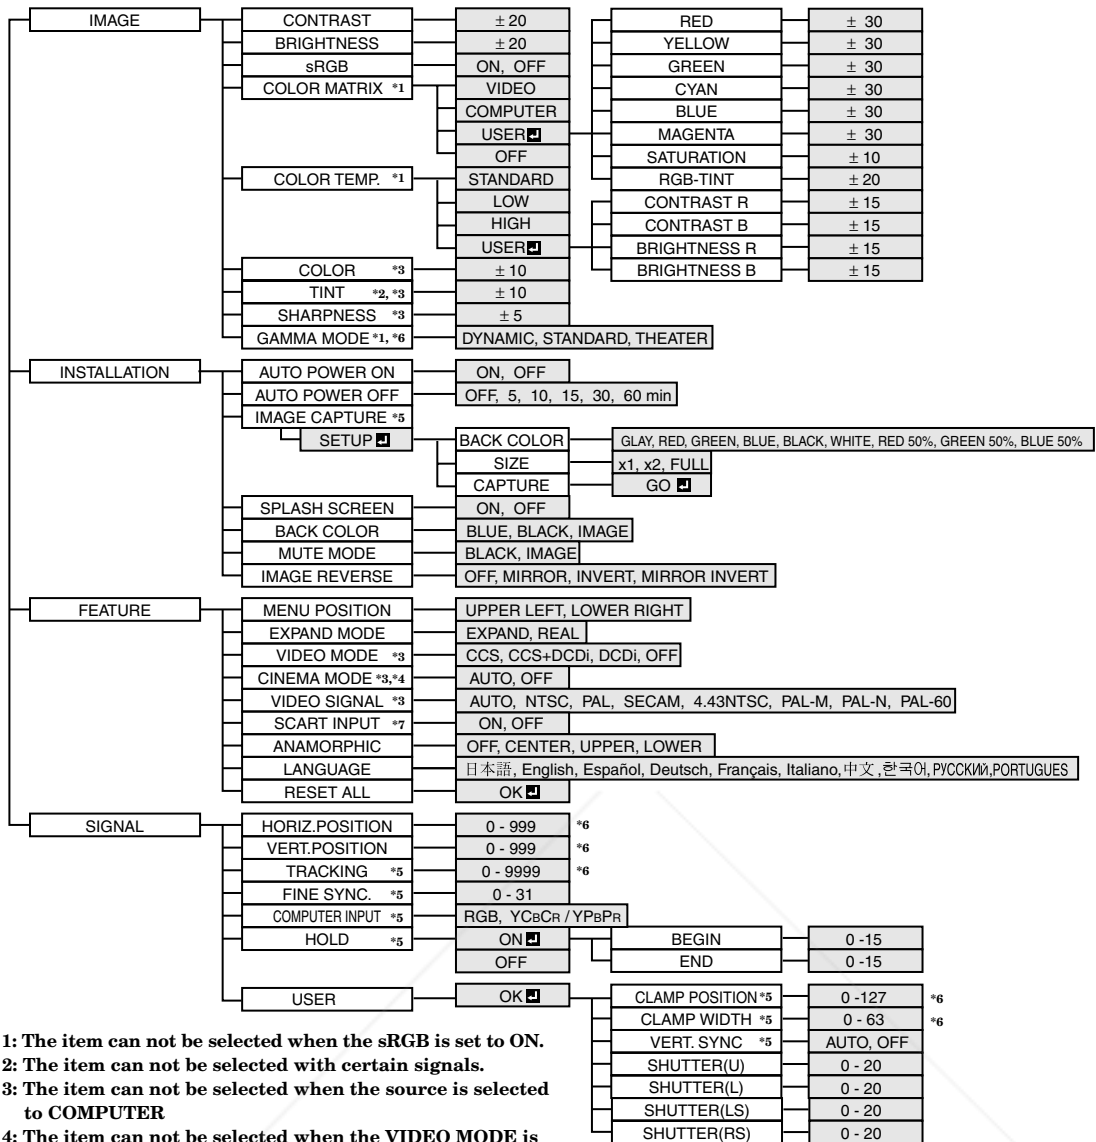 IMAGE CONTRAST ± 20 RED ± 30
BRIGHTNESS ± 20 YELLOW ± 30
sRGB ON, OFF GREEN ± 30
COLOR MATRIX *1 VIDEO CYAN ± 30
COMPUTER BLUE ± 30
USER MAGENTA ± 30
OFF SATURATION ± 10
COLOR TEMP. *1 STANDARD RGB-TINT ± 20
LOW CONTRAST R ± 15
HIGH CONTRAST B ± 15
USER BRIGHTNESS R ± 15
COLOR *3 ± 10 BRIGHTNESS B ± 15
TINT *2, *3 ± 10
SHARPNESS *3 ± 5
GAMMA MODE *1, *6 DYNAMIC, STANDARD, THEATER
INSTALLATION AUTO POWER ON ON, OFF
AUTO POWER OFF OFF, 5, 10, 15, 30, 60 min
IMAGE CAPTURE *5
SETUP BACK COLOR GLAY, RED, GREEN, BLUE, BLACK, WHITE, RED 50%, GREEN 50%, BLUE 50%
SIZE x1, x2, FULL
CAPTURE GO
SPLASH SCREEN ON, OFF
BACK COLOR BLUE, BLACK, IMAGE
MUTE MODE BLACK, IMAGE
IMAGE REVERSE OFF, MIRROR, INVERT, MIRROR INVERT
FEATURE MENU POSITION UPPER LEFT, LOWER RIGHT
EXPAND MODE EXPAND, REAL
VIDEO MODE *3 CCS, CCS+DCDi, DCDi, OFF
CINEMA MODE *3,*4 AUTO, OFF
VIDEO SIGNAL *3 AUTO, NTSC, PAL, SECAM, 4.43NTSC, PAL-M, PAL-N, PAL-60
SCART INPUT *7 ON, OFF
ANAMORPHIC OFF, CENTER, UPPER, LOWER
LANGUAGE 日本語, English, Español, Deutsch, Français, Italiano,中文,한국어,РУССКИЙ,PORTUGUES
RESET ALL OK
SIGNAL HORIZ.POSITION 0 - 999 *6
VERT.POSITION 0 - 999 *6
TRACKING *5 0 - 9999 *6
FINE SYNC. *5 0 - 31
COMPUTER INPUT *5 RGB, YCBCR / YPBPR
HOLD *5 ON BEGIN 0 -15
OFF END 0 -15
USER OK CLAMP POSITION *5 0 -127 *6
CLAMP WIDTH *5 0 - 63 *6
VERT. SYNC *5 AUTO, OFF
SHUTTER(U) 0 - 20
SHUTTER(L) 0 - 20
SHUTTER(LS) 0 - 20
SHUTTER(RS) 0 - 20
1: The item can not be selected when the sRGB is set to ON.
2: The item can not be selected with certain signals.
3: The item can not be selected when the source is selected
to COMPUTER
4: The item can not be selected when the VIDEO MODE is